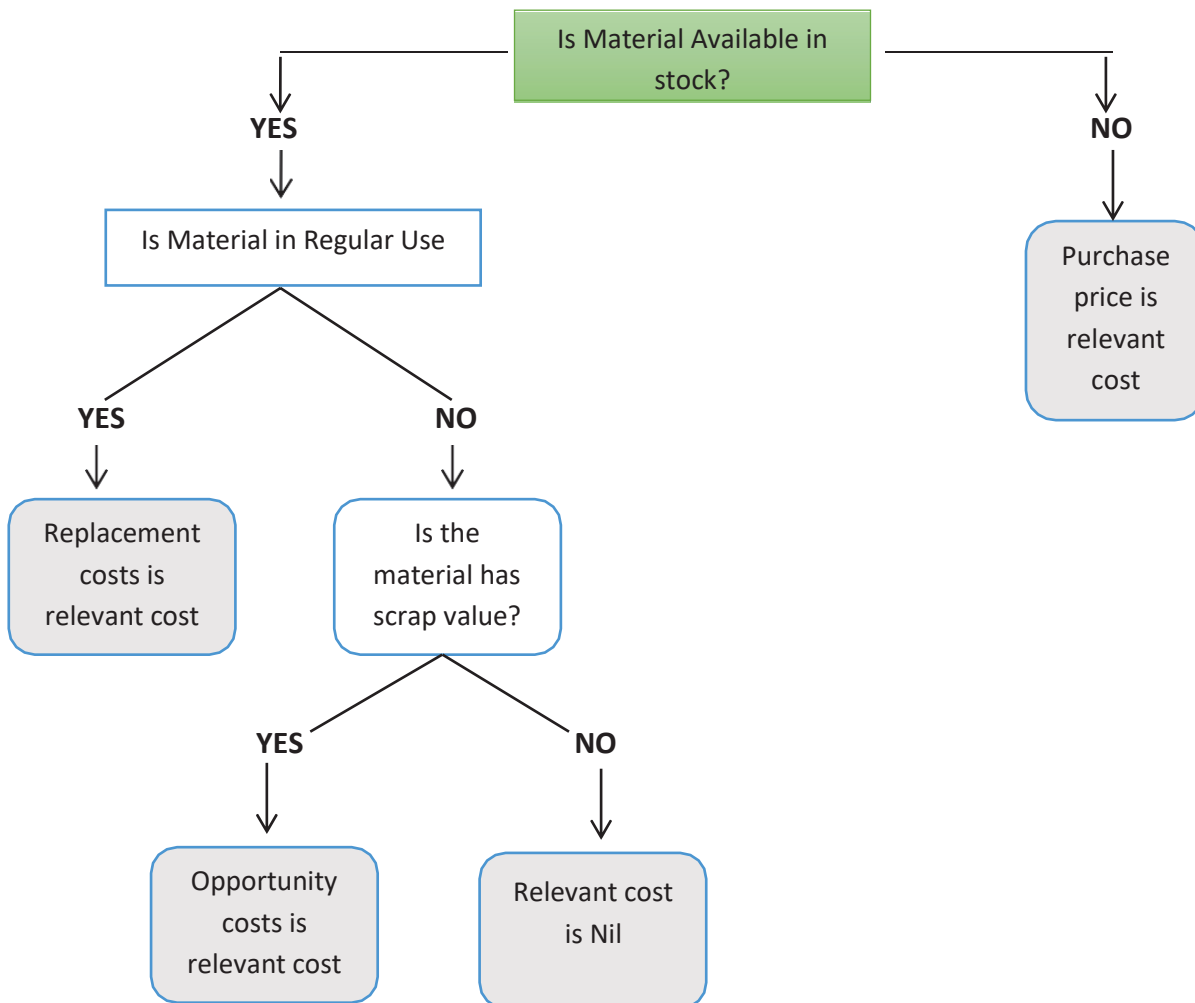 Is Material Available in
stock?
YES
NO
Is Material in Regular Use
Purchase
price is
relevant
cost
YES
NO
Replacement
costs is
relevant cost
Is the
material has
scrap value?
YES
NO
Opportunity
costs is
relevant cost
Relevant cost
is Nil